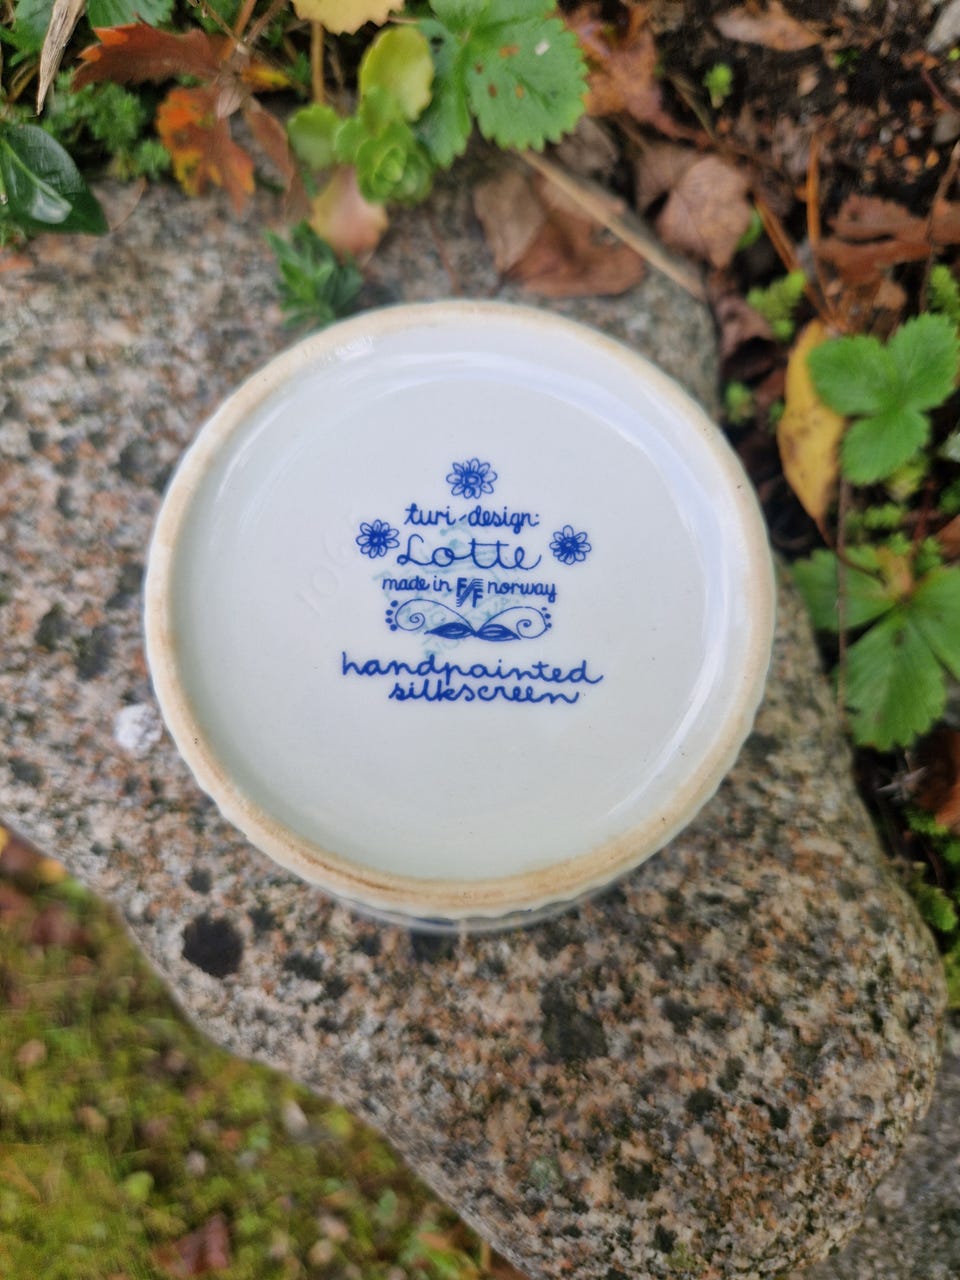 turi-design:
Lotte
made in F/F norway
handpainted
silkscreen